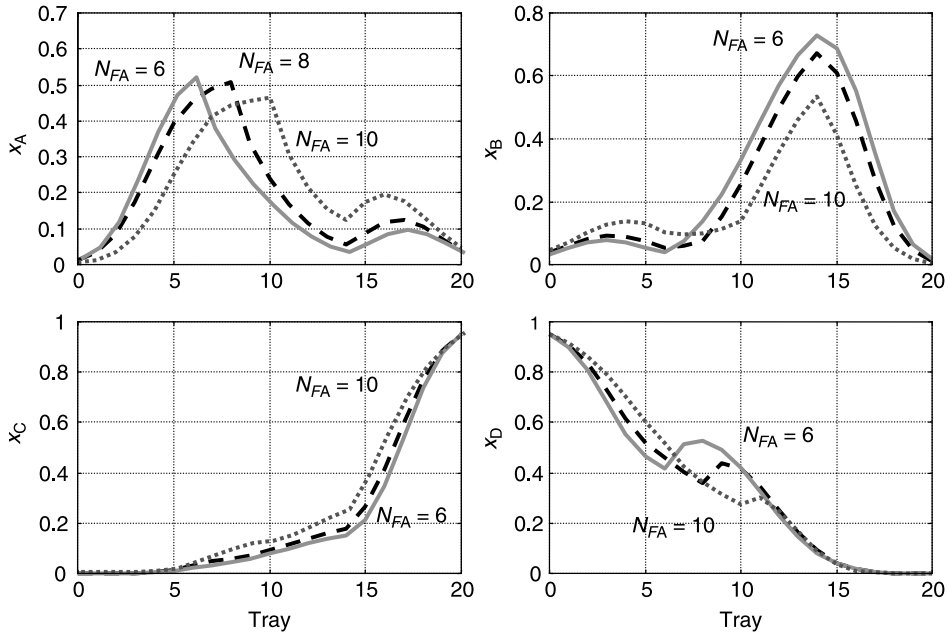 0.7
0.6
0.5
0.4
0.3
0.2
0.1
0
x_A
N_FA = 6
N_FA = 8
N_FA = 10
0 5 10 15 20
0.8
0.6
0.4
0.2
0
x_B
N_FA = 6
N_FA = 10
0 5 10 15 20
1
0.8
0.6
0.4
0.2
0
x_C
N_FA = 10
N_FA = 6
0 5 10 15 20
Tray
1
0.8
0.6
0.4
0.2
0
x_D
N_FA = 6
N_FA = 10
0 5 10 15 20
Tray